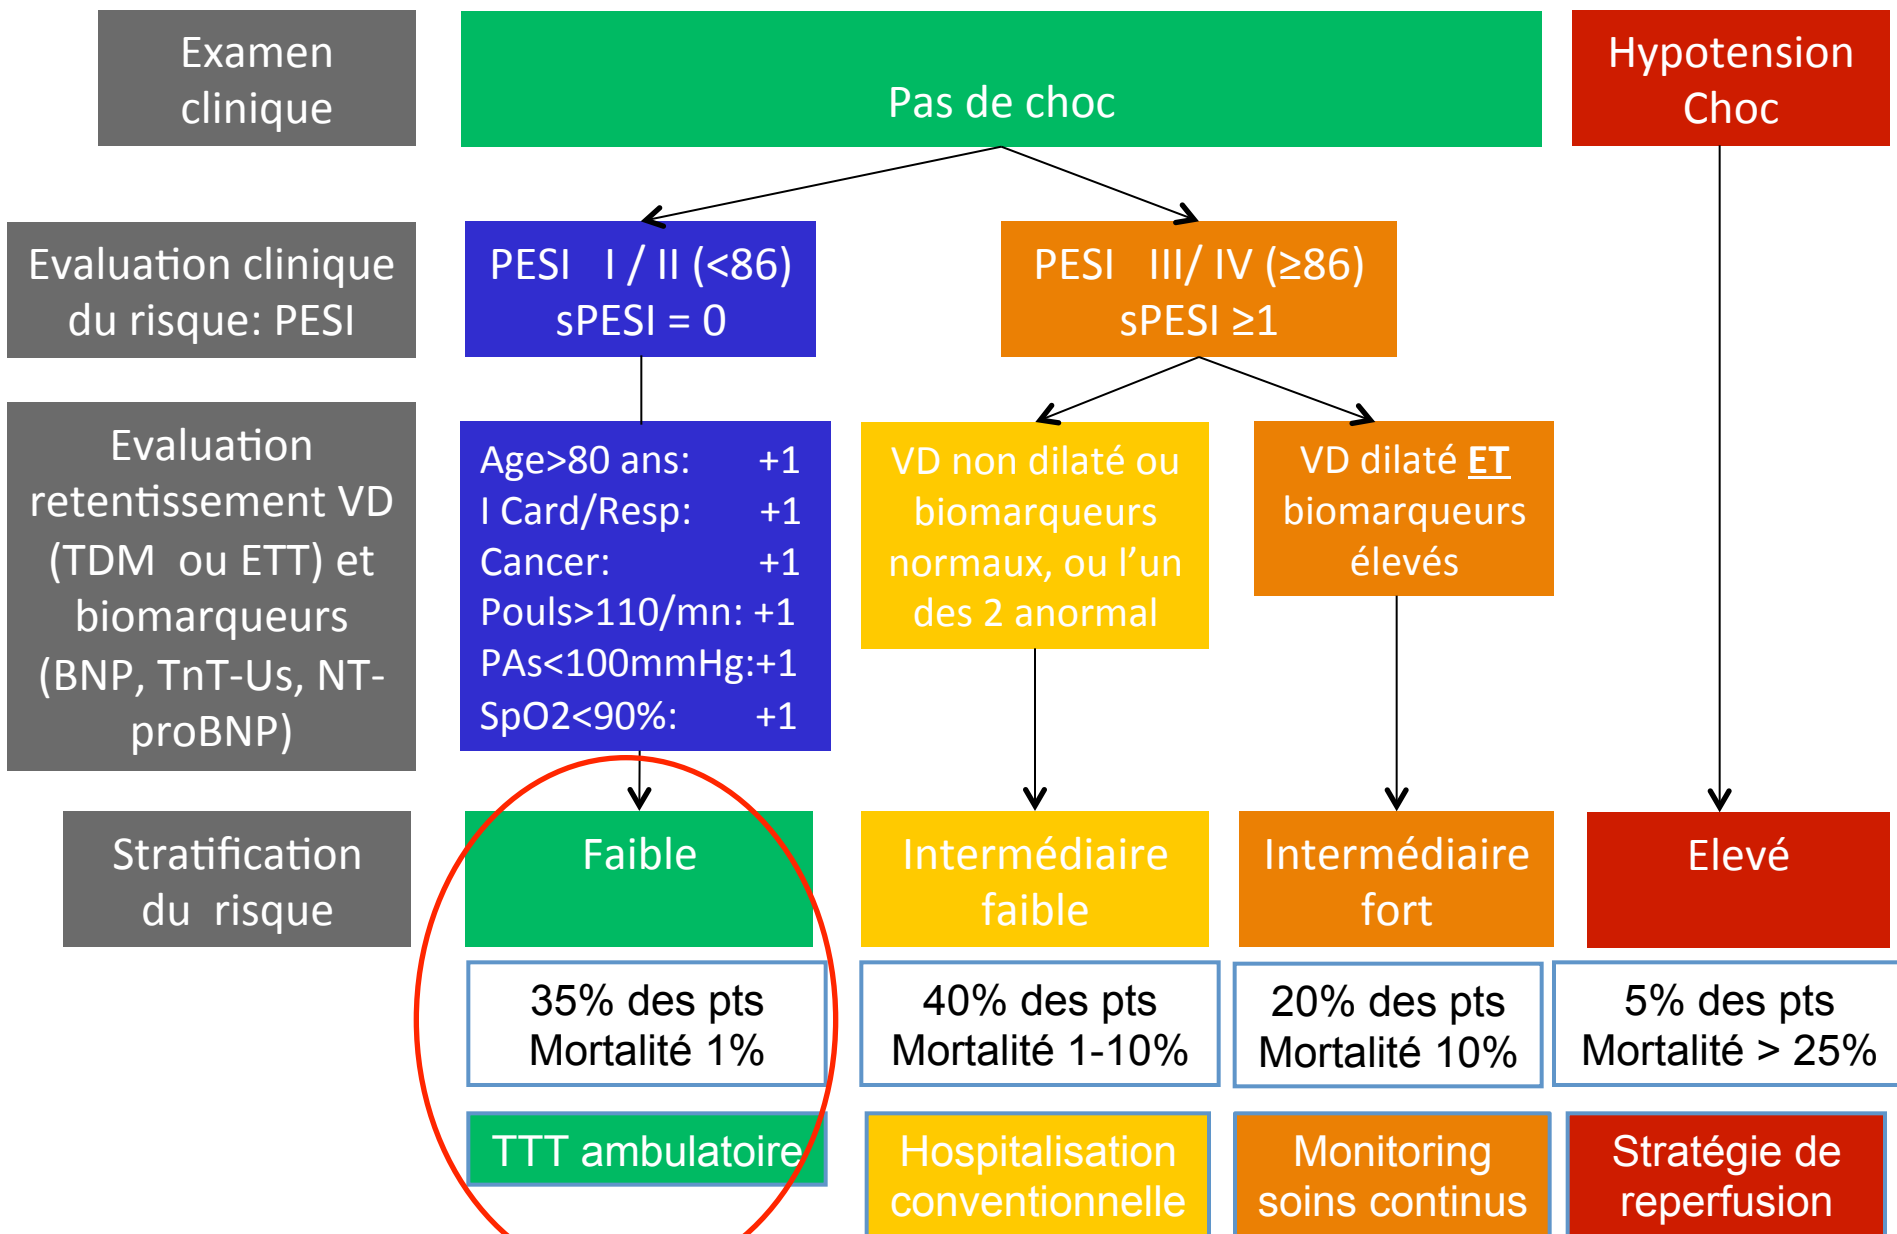 Examen
clinique
Pas de choc
Hypotension
Choc
Evaluation clinique
du risque: PESI
PESI I / II (<86)
sPESI = 0
PESI III/ IV (≥86)
sPESI ≥1
Evaluation
retentissement VD
(TDM ou ETT) et
biomarqueurs
(BNP, TnT-Us, NT-
proBNP)
Age>80 ans: +1
I Card/Resp: +1
Cancer: +1
Pouls>110/mn: +1
PAs<100mmHg:+1
SpO2<90%: +1
VD non dilaté ou
biomarqueurs
normaux, ou l’un
des 2 anormal
VD dilaté ET
biomarqueurs
élevés
Stratification
du risque
Faible
Intermédiaire
faible
Intermédiaire
fort
Elevé
35% des pts
Mortalité 1%
40% des pts
Mortalité 1-10%
20% des pts
Mortalité 10%
5% des pts
Mortalité > 25%
TTT ambulatoire
Hospitalisation
conventionnelle
Monitoring
soins continus
Stratégie de
reperfusion